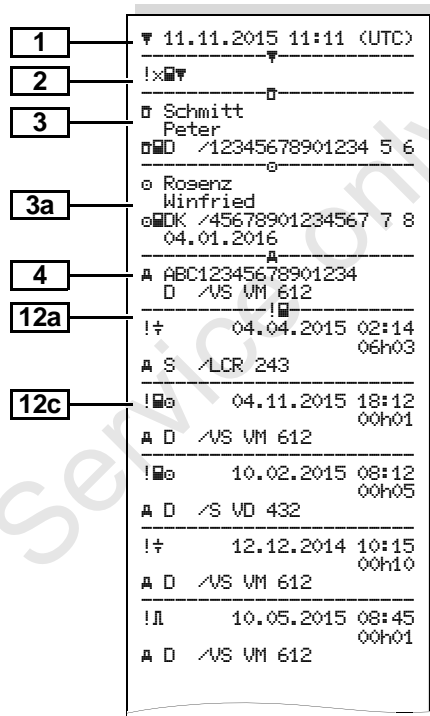 1 ▼ 11.11.2015 11:11 (UTC)
2 !x▼
3 Schmitt
Peter
D /12345678901234 5 6
3a Rogenz
Winfried
DK /45678901234567 7 8
04.01.2016
4 ABC12345678901234
D /VS VM 612
12a ! 04.04.2015 02:14
06h03
S /LCR 243
12c ! 04.11.2015 18:12
00h01
D /VS VM 612
! 10.02.2015 08:12
00h05
D /S VD 432
! 12.12.2014 10:15
00h10
D /VS VM 612
! 10.05.2015 08:45
00h01
D /VS VM 612
Service only